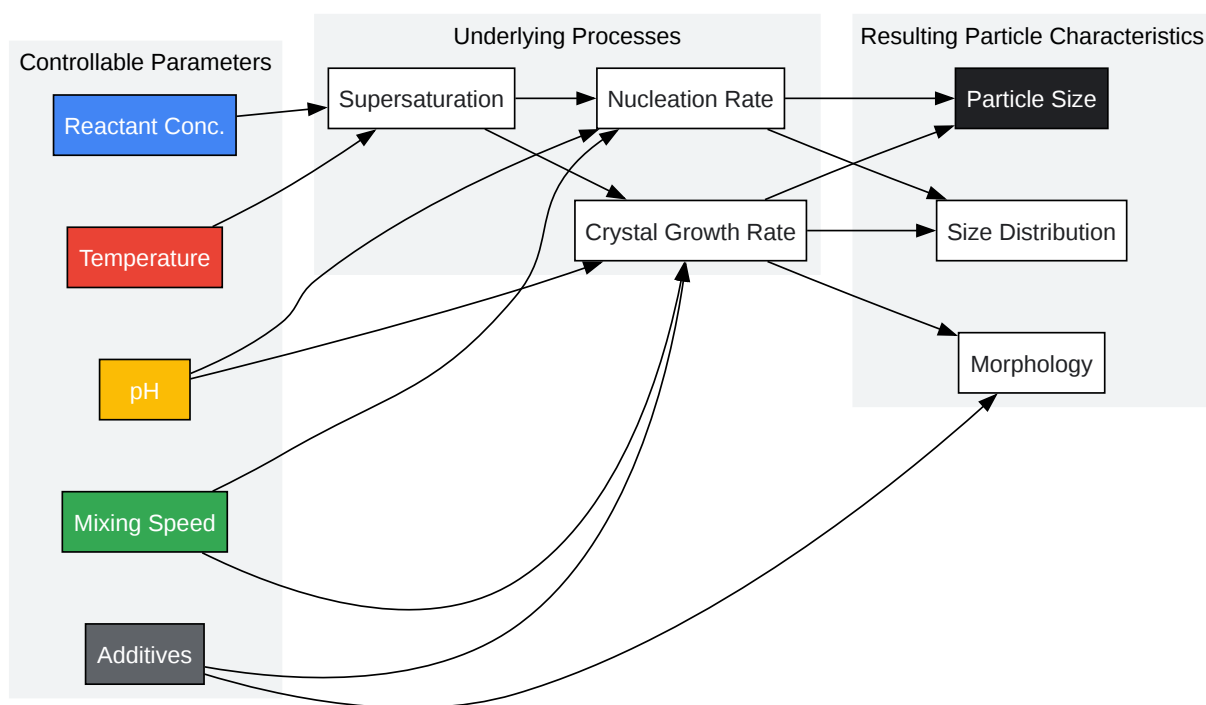 Controllable Parameters
Reactant Conc.
Temperature
pH
Mixing Speed
Additives
Underlying Processes
Supersaturation
Nucleation Rate
Crystal Growth Rate
Resulting Particle Characteristics
Particle Size
Size Distribution
Morphology